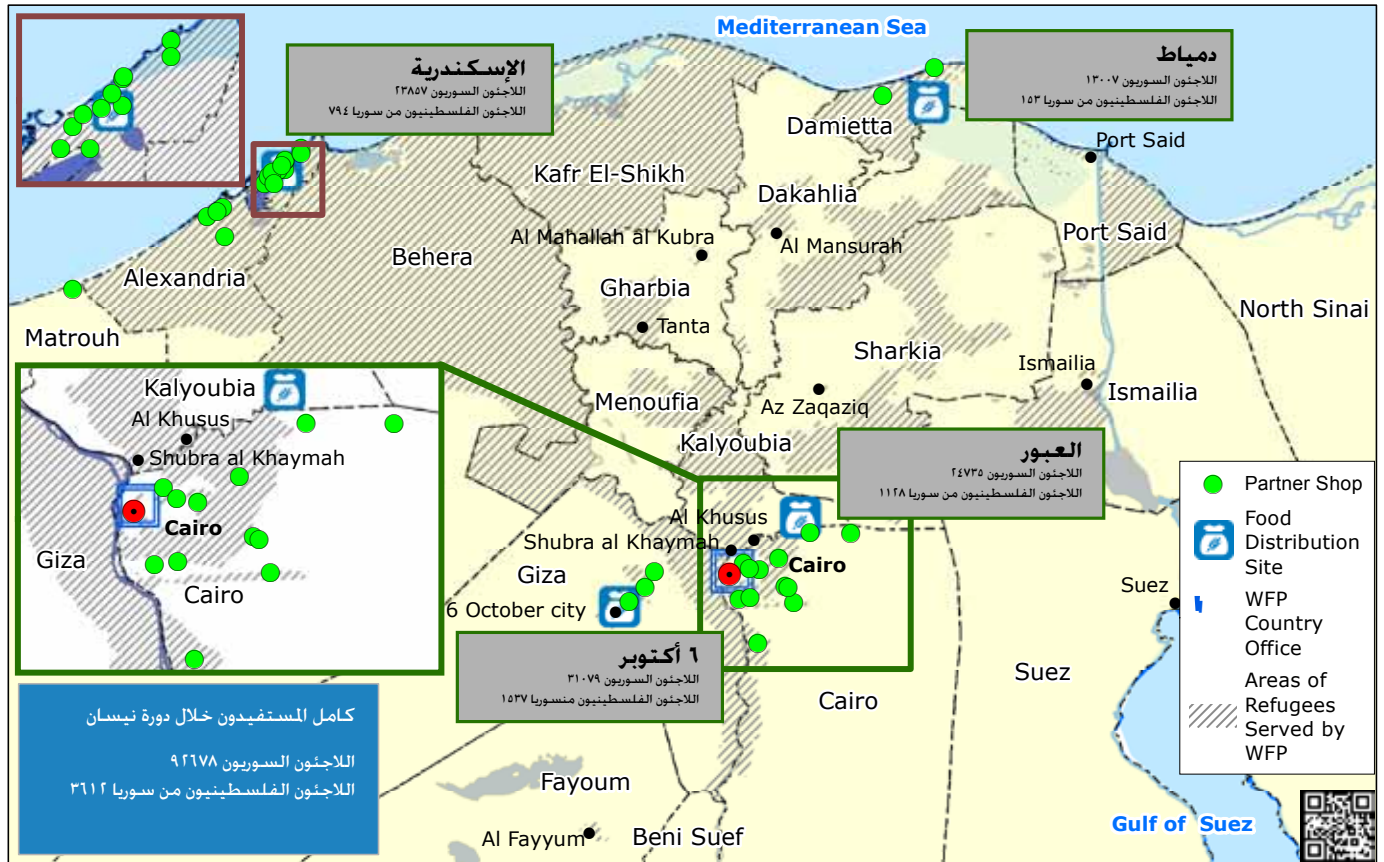 Mediterranean Sea
الإسكندرية
اللاجئون السوريون ٢٣٨٥٧
اللاجئون الفلسطينيون من سوريا ٧٩٤
دمياط
اللاجئون السوريون ١٣٠٠٧
اللاجئون الفلسطينيون من سوريا ١٥٣
Damietta
Port Said
Kafr El-Shikh
Dakahlia
Al Mahallah al Kubra
Al Mansurah
Port Said
Behera
Alexandria
Gharbia
North Sinai
Tanta
Matrouh
Sharkia
Ismailia
Ismailia
Menoufia
Az Zaqaziq
Kalyoubia
Kalyoubia
Al Khusus
Shubra al Khaymah
Cairo
Giza
Cairo
العبور
اللاجئون السوريون ٢٤٧٣٥
اللاجئون الفلسطينيون من سوريا ١١٢٨
Al Khusus
Shubra al Khaymah
Cairo
Giza
6 October city
Suez
٦ أكتوبر
اللاجئون السوريون ٣١٠٧٩
اللاجئون الفلسطينيون منسوريا ١٥٣٧
Cairo
Suez
Partner Shop
Food
Distribution
Site
WFP
Country
Office
Areas of
Refugees
Served by
WFP
كامل المستفيدون خلال دورة نيسان
اللاجئون السوريون ٩٢٦٧٨
اللاجئون الفلسطينيون من سوريا ٣٦١٢
Fayoum
Al Fayyum
Beni Suef
Gulf of Suez